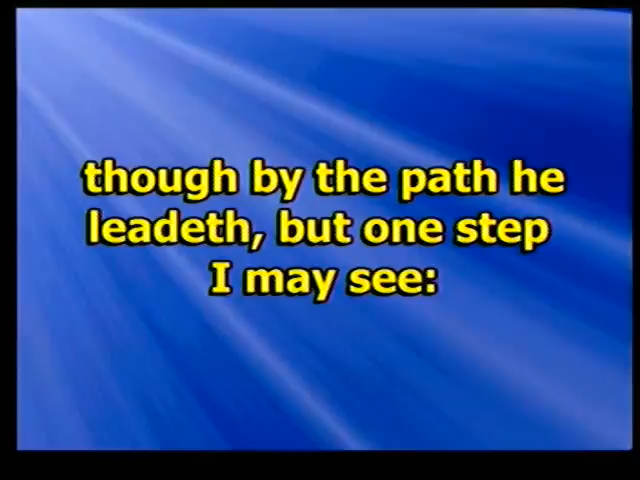 though by the path he
leadeth, but one step
I may see: